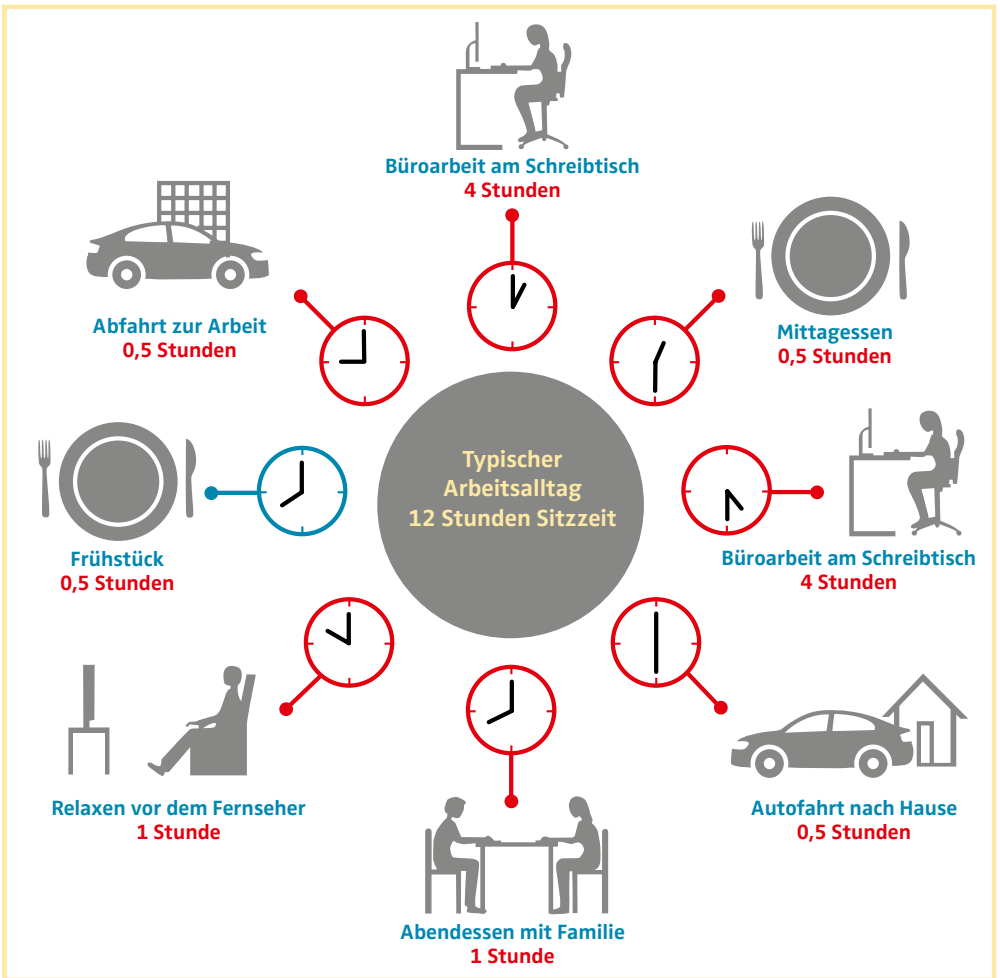 Büroarbeit am Schreibtisch
4 Stunden
Mittagessen
0,5 Stunden
Büroarbeit am Schreibtisch
4 Stunden
Autofahrt nach Hause
0,5 Stunden
Abendessen mit Familie
1 Stunde
Relaxen vor dem Fernseher
1 Stunde
Frühstück
0,5 Stunden
Abfahrt zur Arbeit
0,5 Stunden
Typischer
Arbeitsalltag
12 Stunden Sitzzeit